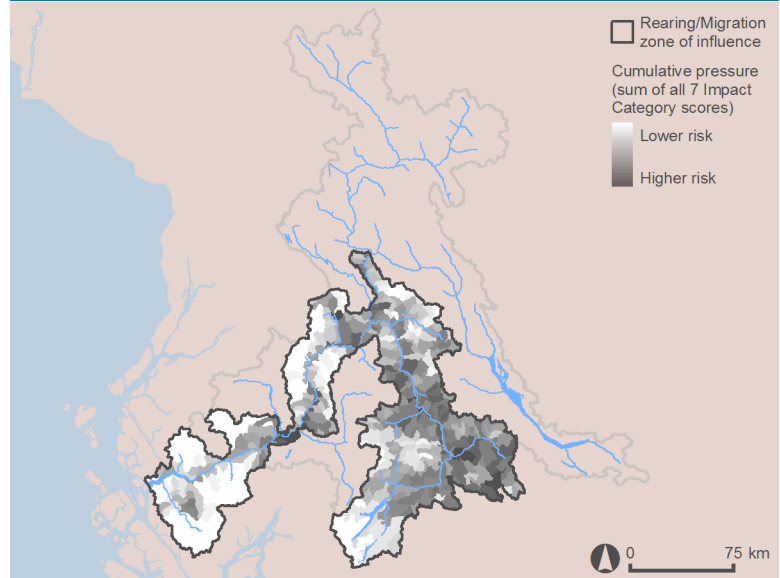 Rearing/Migration
zone of influence
Cumulative pressure
(sum of all 7 Impact
Category scores)
Lower risk
Higher risk
0 75 km